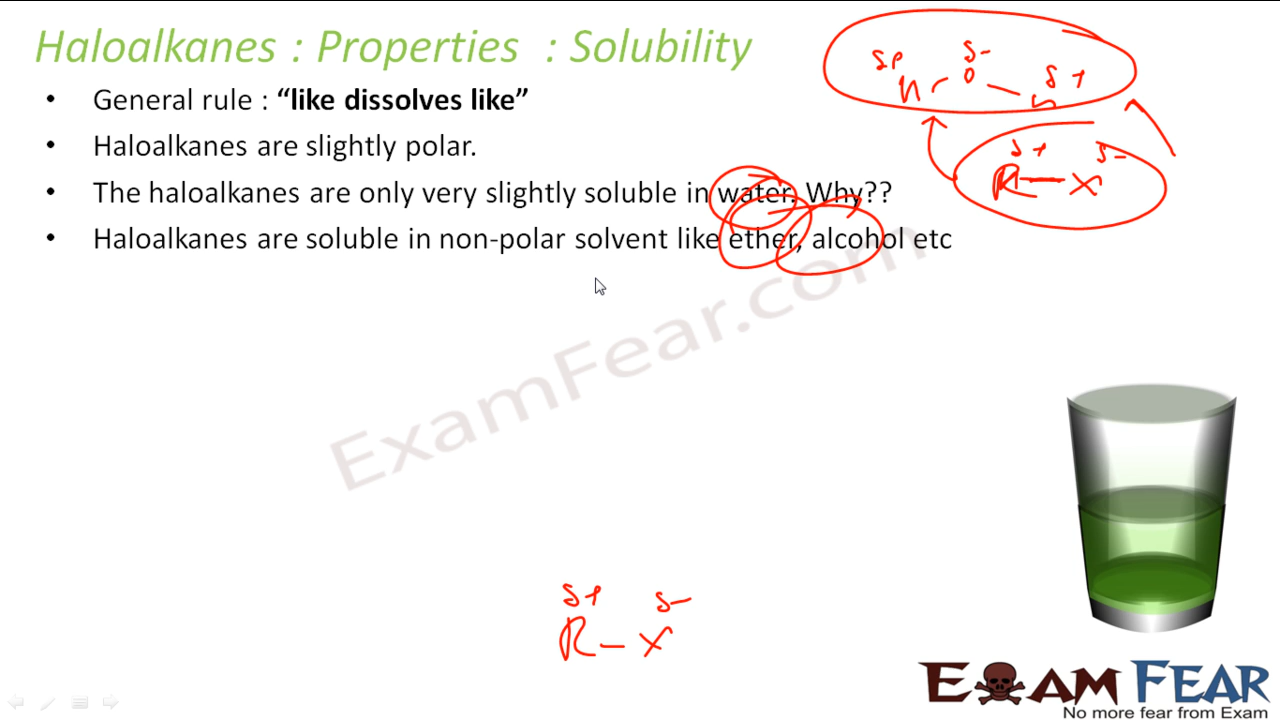 Haloalkanes : Properties : Solubility
• General rule : “like dissolves like”
• Haloalkanes are slightly polar.
• The haloalkanes are only very slightly soluble in water. Why??
• Haloalkanes are soluble in non-polar solvent like ether, alcohol etc
δ+ δ- δ+
H - O - H
δ+ δ-
R - X
ExamFear.com
δ+ δ-
R - X
EXAM FEAR
No more fear from Exam